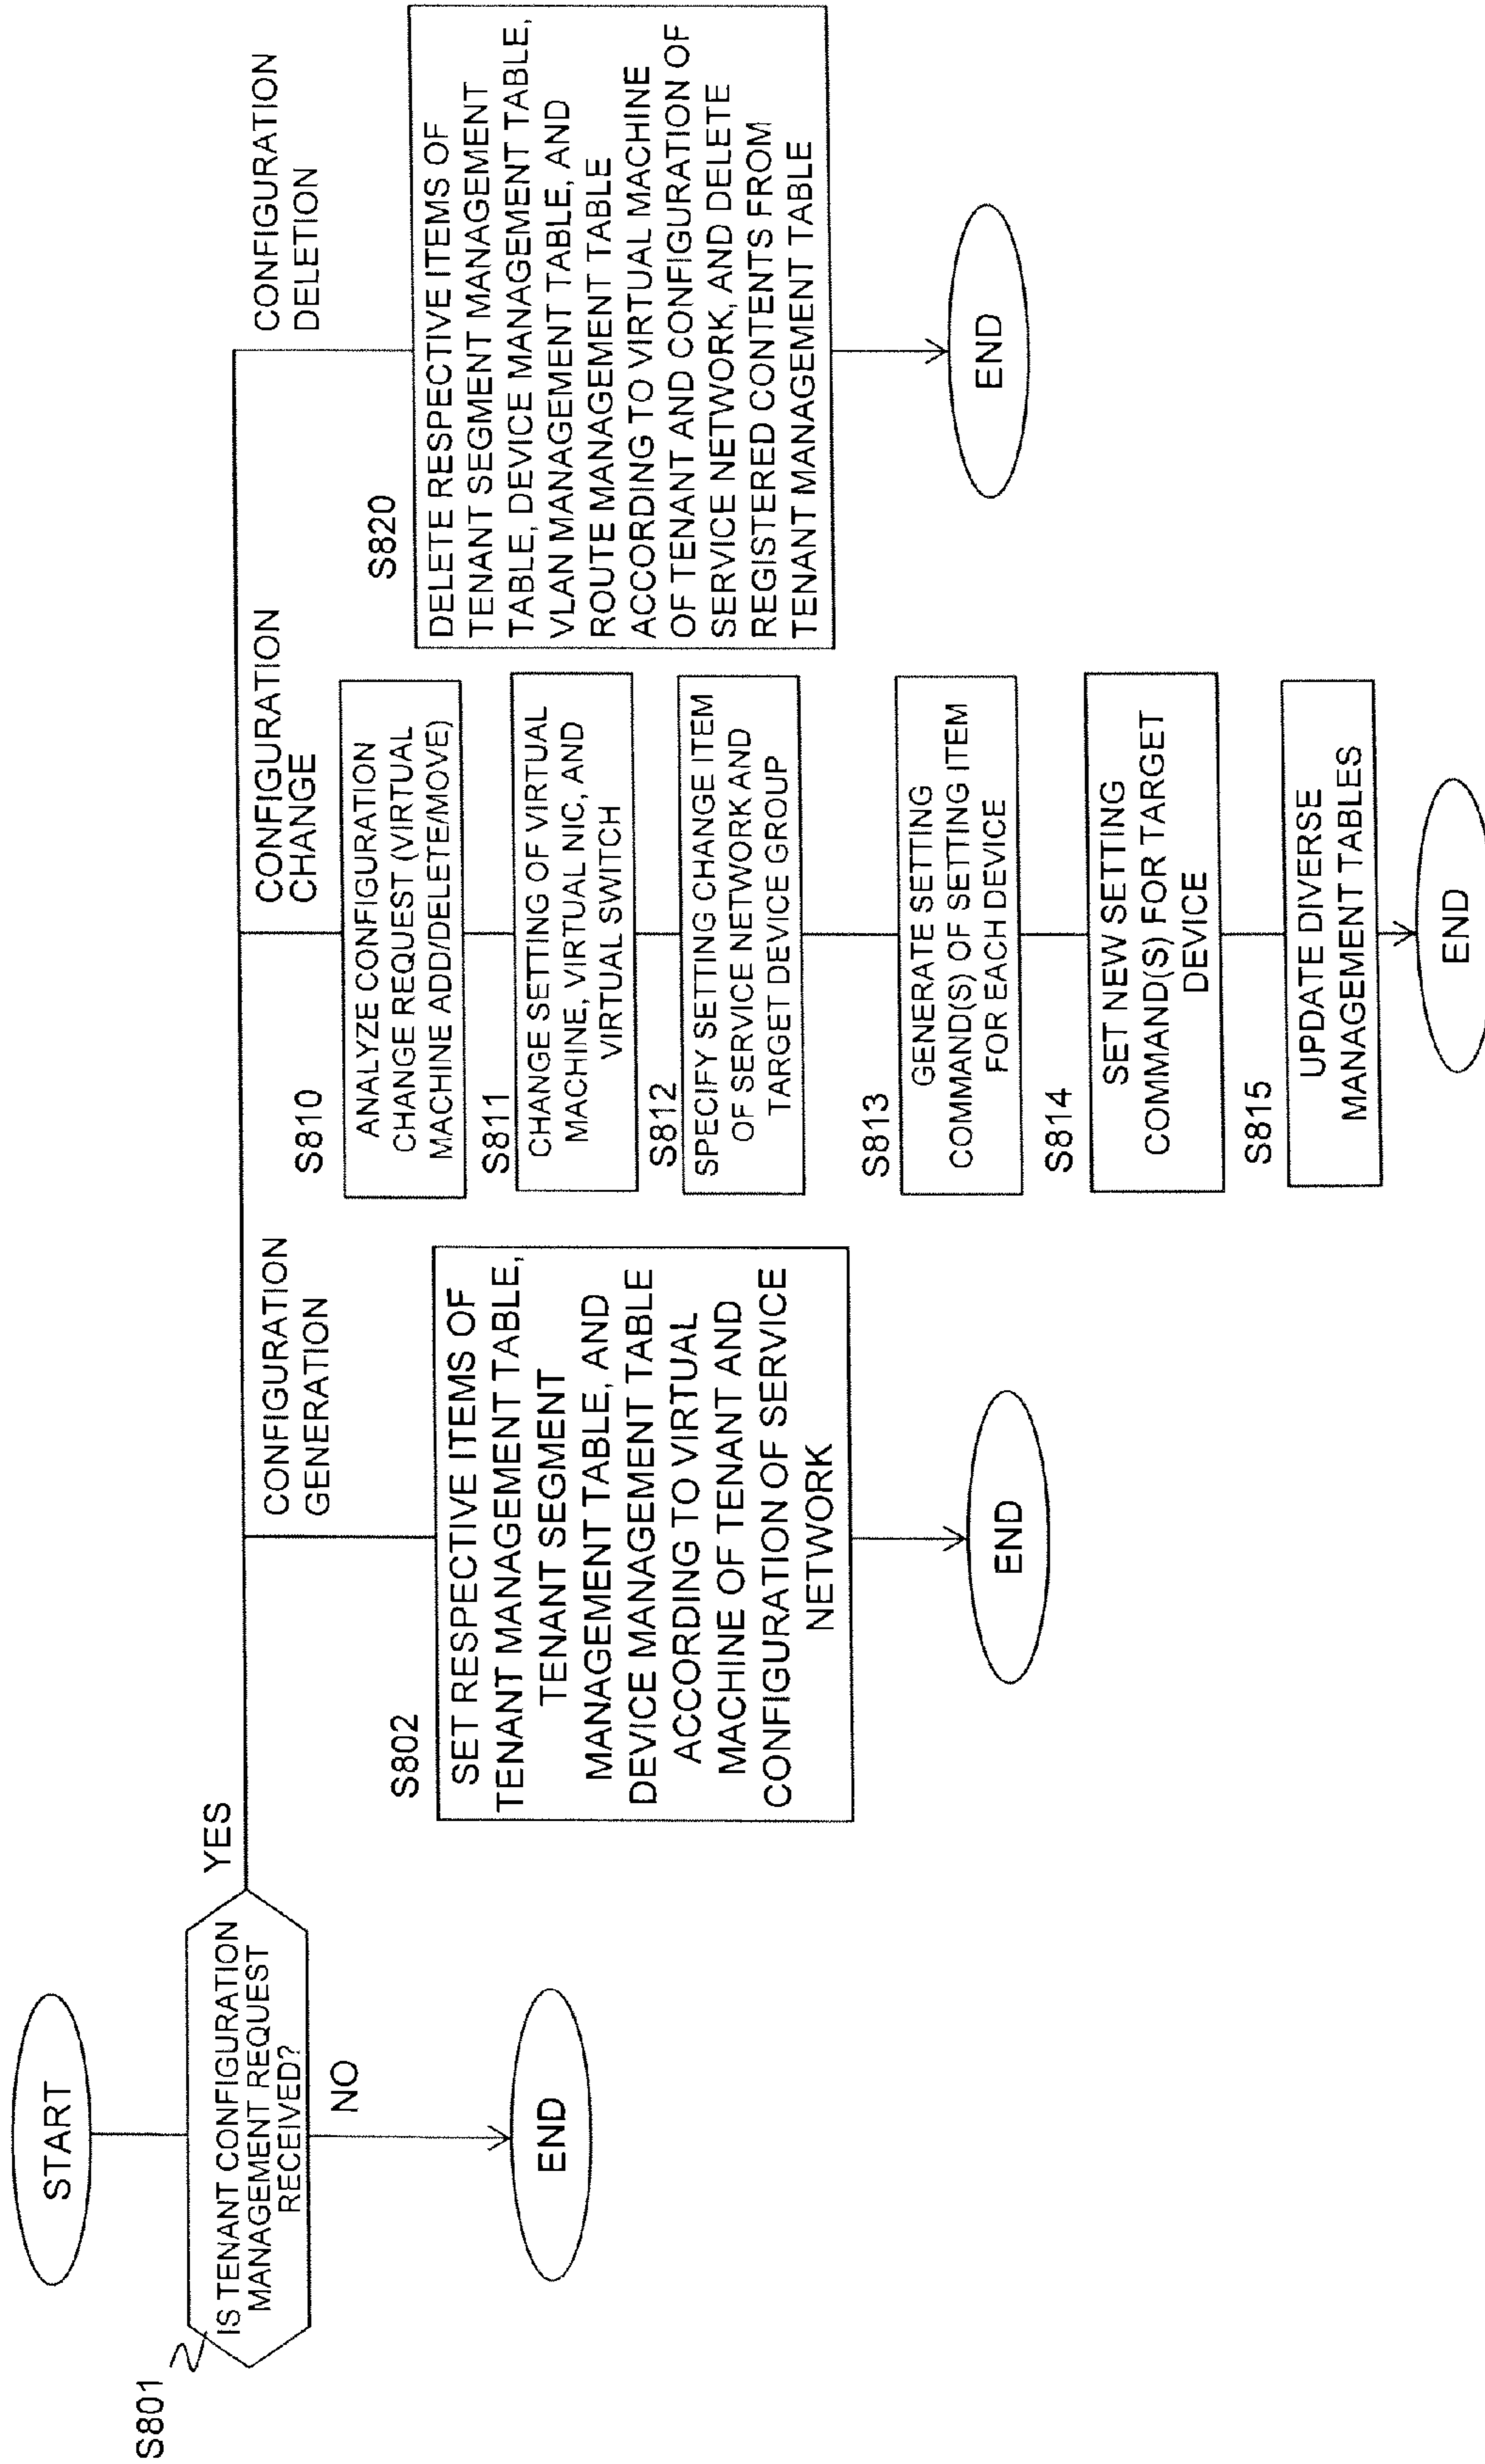 START
S801
IS TENANT CONFIGURATION
MANAGEMENT REQUEST
RECEIVED?
YES
NO
END
CONFIGURATION
GENERATION
S802
SET RESPECTIVE ITEMS OF
TENANT MANAGEMENT TABLE,
TENANT SEGMENT
MANAGEMENT TABLE, AND
DEVICE MANAGEMENT TABLE
ACCORDING TO VIRTUAL
MACHINE OF TENANT AND
CONFIGURATION OF SERVICE
NETWORK
END
CONFIGURATION
CHANGE
S810
ANALYZE CONFIGURATION
CHANGE REQUEST (VIRTUAL
MACHINE ADD/DELETE/MOVE)
S811
CHANGE SETTING OF VIRTUAL
MACHINE, VIRTUAL NIC, AND
VIRTUAL SWITCH
S812
SPECIFY SETTING CHANGE ITEM
OF SERVICE NETWORK AND
TARGET DEVICE GROUP
S813
GENERATE SETTING
COMMAND(S) OF SETTING ITEM
FOR EACH DEVICE
S814
SET NEW SETTING
COMMAND(S) FOR TARGET
DEVICE
S815
UPDATE DIVERSE
MANAGEMENT TABLES
END
CONFIGURATION
DELETION
S820
DELETE RESPECTIVE ITEMS OF
TENANT SEGMENT MANAGEMENT
TABLE, DEVICE MANAGEMENT TABLE,
VLAN MANAGEMENT TABLE, AND
ROUTE MANAGEMENT TABLE
ACCORDING TO VIRTUAL MACHINE
OF TENANT AND CONFIGURATION OF
SERVICE NETWORK, AND DELETE
REGISTERED CONTENTS FROM
TENANT MANAGEMENT TABLE
END